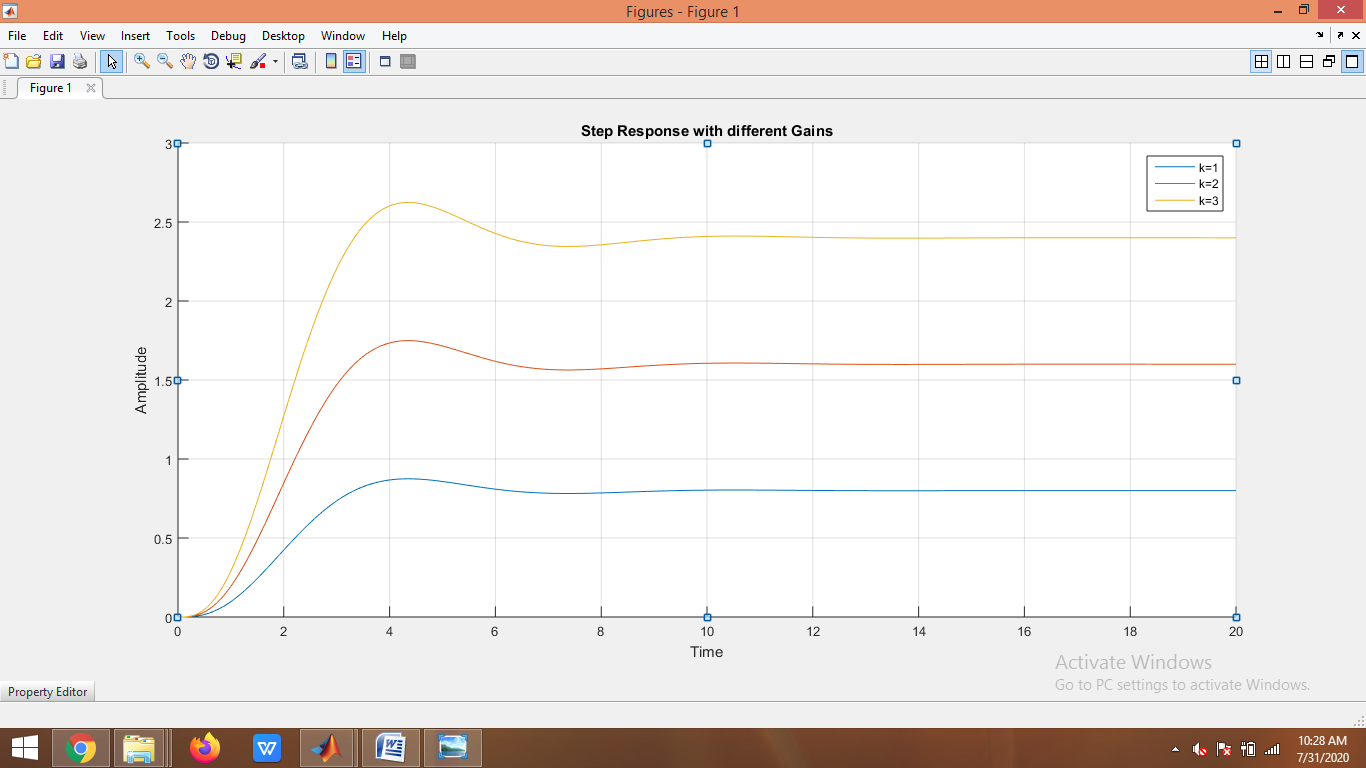 Figures - Figure 1
File Edit View Insert Tools Debug Desktop Window Help
Figure 1
Step Response with different Gains
k=1
k=2
k=3
3
2.5
2
1.5
1
0.5
0
Amplitude
0 2 4 6 8 10 12 14 16 18 20
Time
Activate Windows
Go to PC settings to activate Windows.
Property Editor
W
W
10:28 AM
7/31/2020